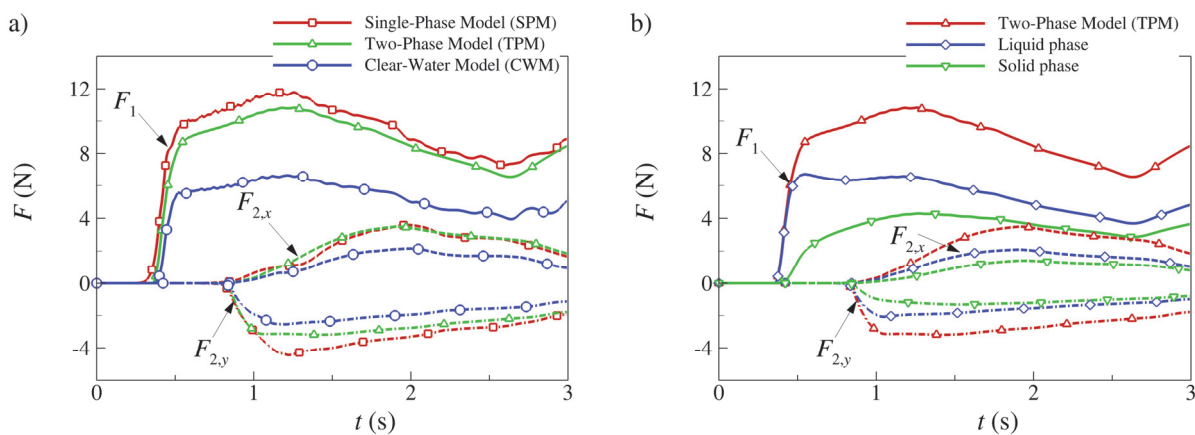 a)
Single-Phase Model (SPM)
Two-Phase Model (TPM)
Clear-Water Model (CWM)
F (N)
12
8
4
0
-4
F1
F2,x
F2,y
0
1
2
3
t (s)
b)
Two-Phase Model (TPM)
Liquid phase
Solid phase
F (N)
12
8
4
0
-4
F1
F2,x
F2,y
0
1
2
3
t (s)